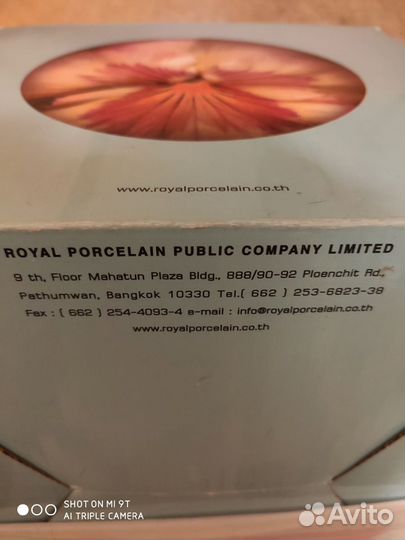 www.royalporcelain.co.th
ROYAL PORCELAIN PUBLIC COMPANY LIMITED
9 th, Floor Mahatun Plaza Bldg., 888/90-92 Ploenchit Rd.,
Pathumwan, Bangkok 10330 Tel.( 662 ) 253-6823-38
Fax : ( 662 ) 254-4093-4 e-mail : info@royalporcelain.co.th
www.royalporcelain.co.th
SHOT ON MI 9T
AI TRIPLE CAMERA
Avito